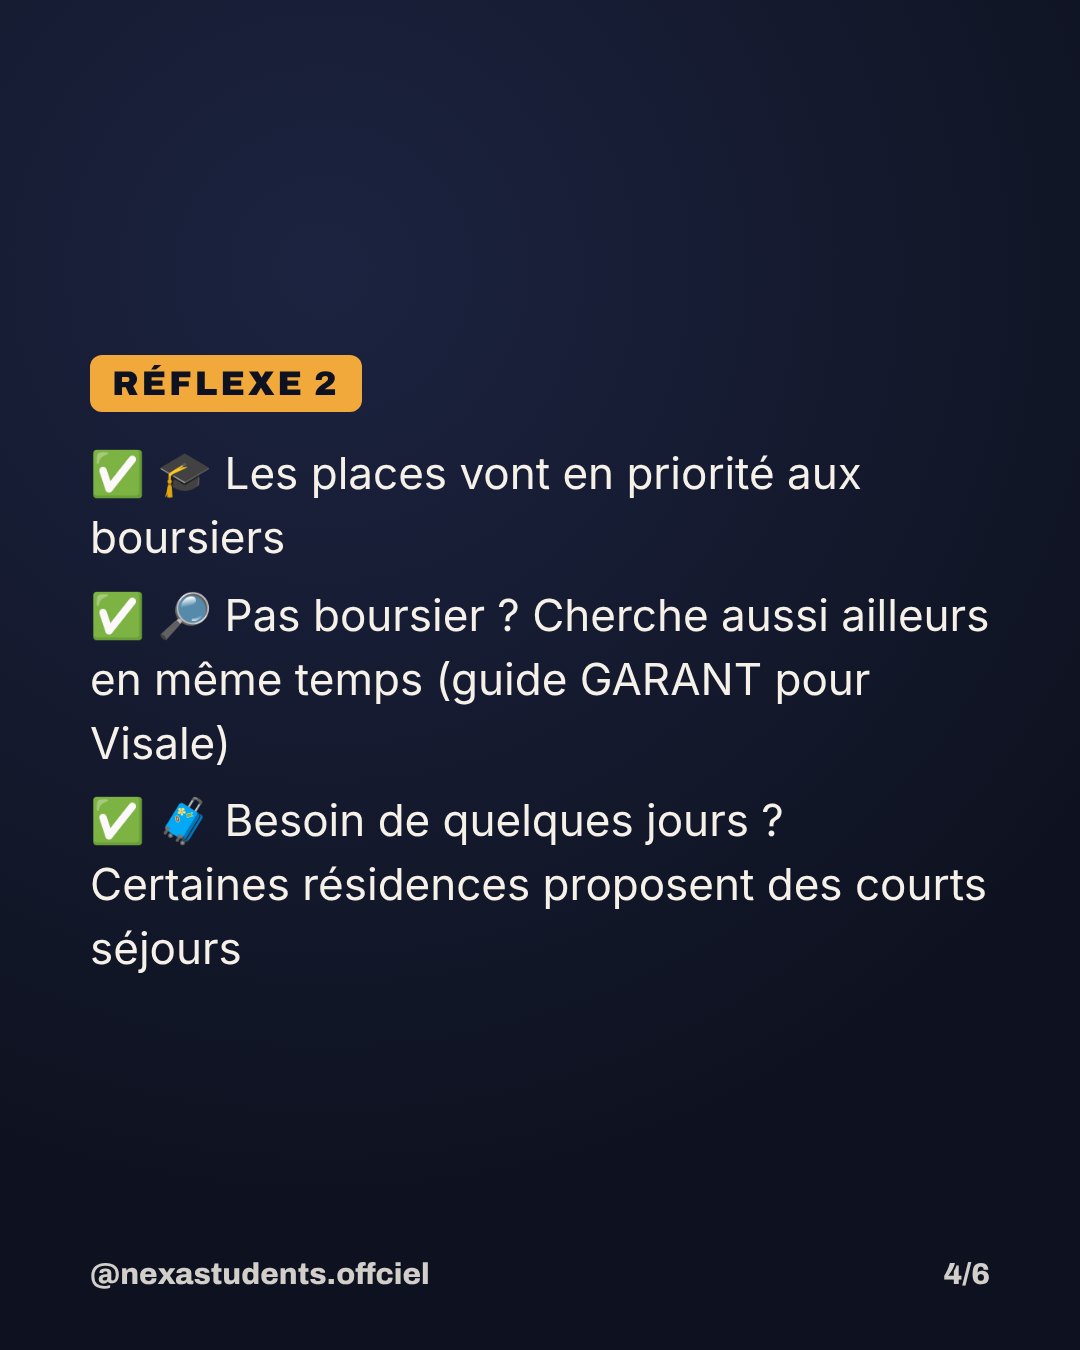 RÉFLEXE 2
✅ 🎓 Les places vont en priorité aux
boursiers
✅ 🔎 Pas boursier ? Cherche aussi ailleurs
en même temps (guide GARANT pour
Visale)
✅ 🧳 Besoin de quelques jours ?
Certaines résidences proposent des courts
séjours
@nexastudents.offciel
4/6